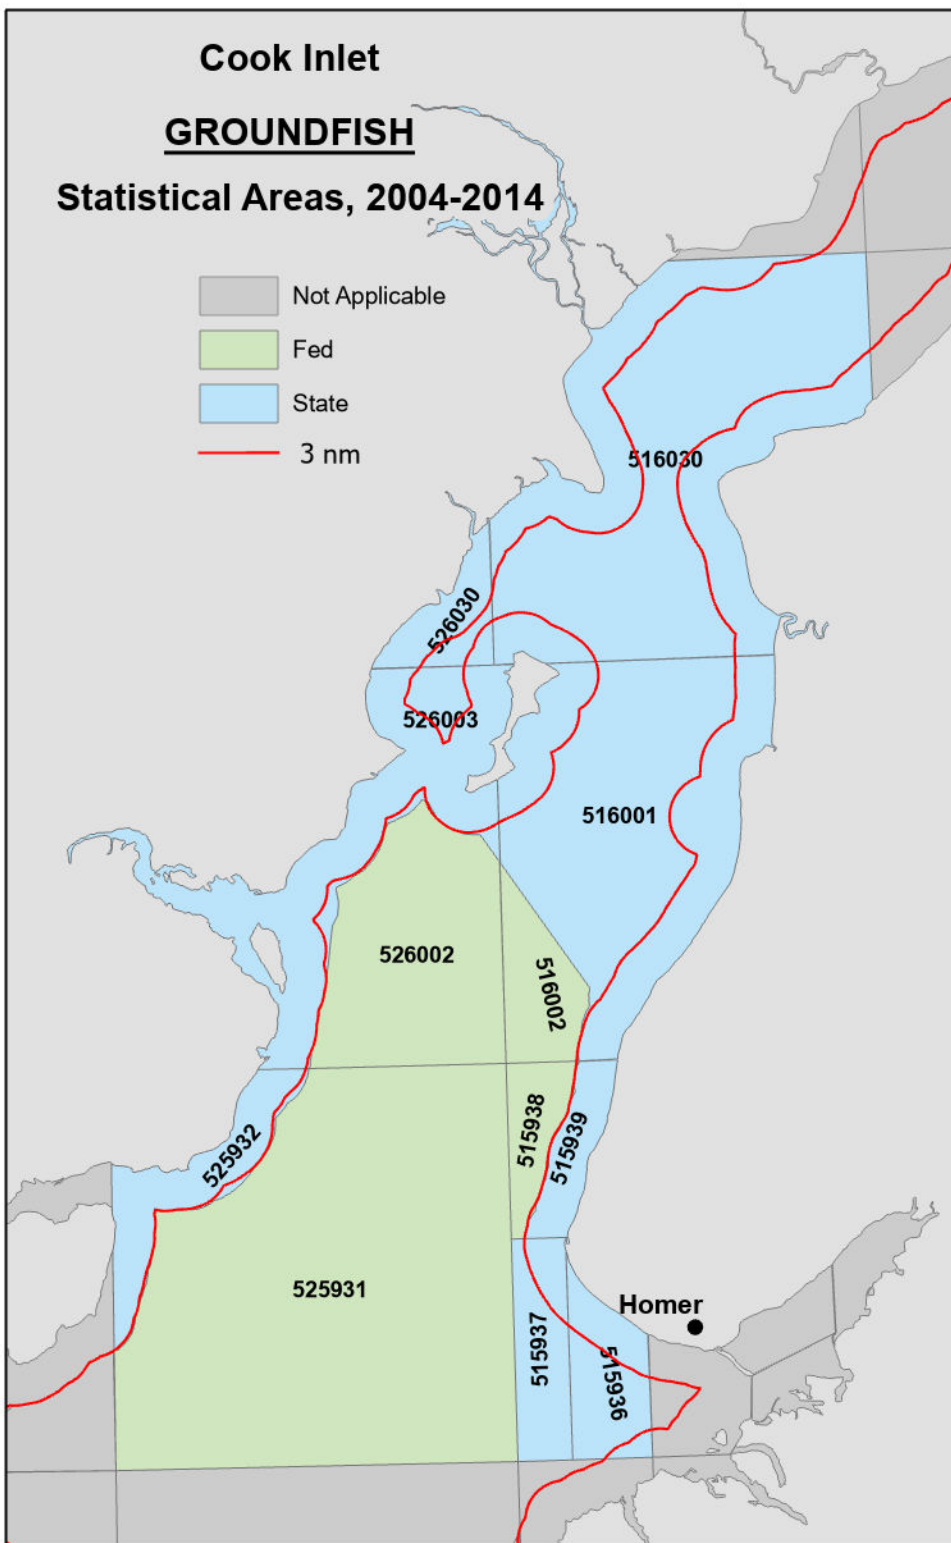 Cook Inlet
GROUNDFISH
Statistical Areas, 2004-2014
Not Applicable
Fed
State
3 nm
516030
526030
526003
516001
526002
516002
515938
515939
525932
525931
Homer
515937
515936